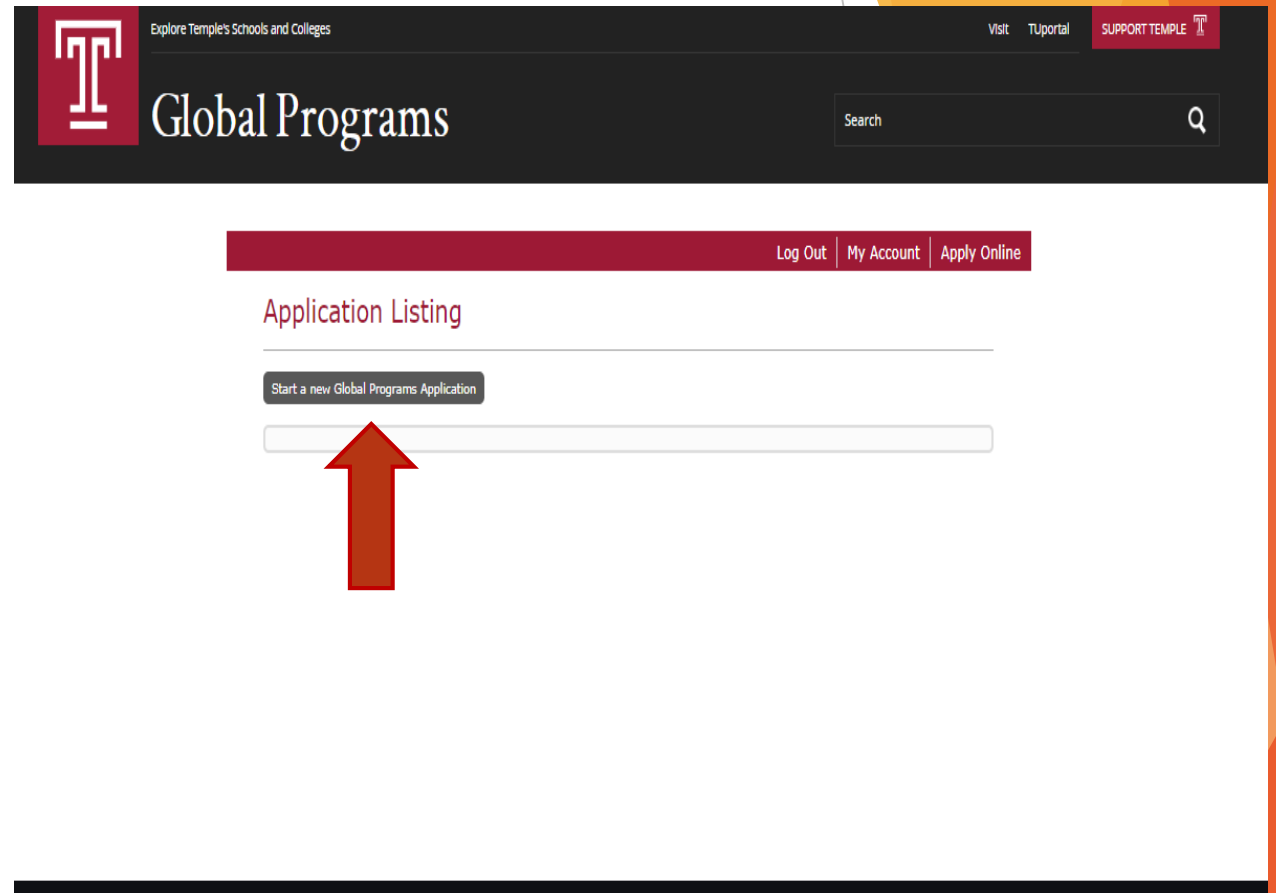 Explore Temple's Schools and Colleges
Visit TUportal SUPPORT TEMPLE
Global Programs
Search
Log Out My Account Apply Online
Application Listing
Start a new Global Programs Application